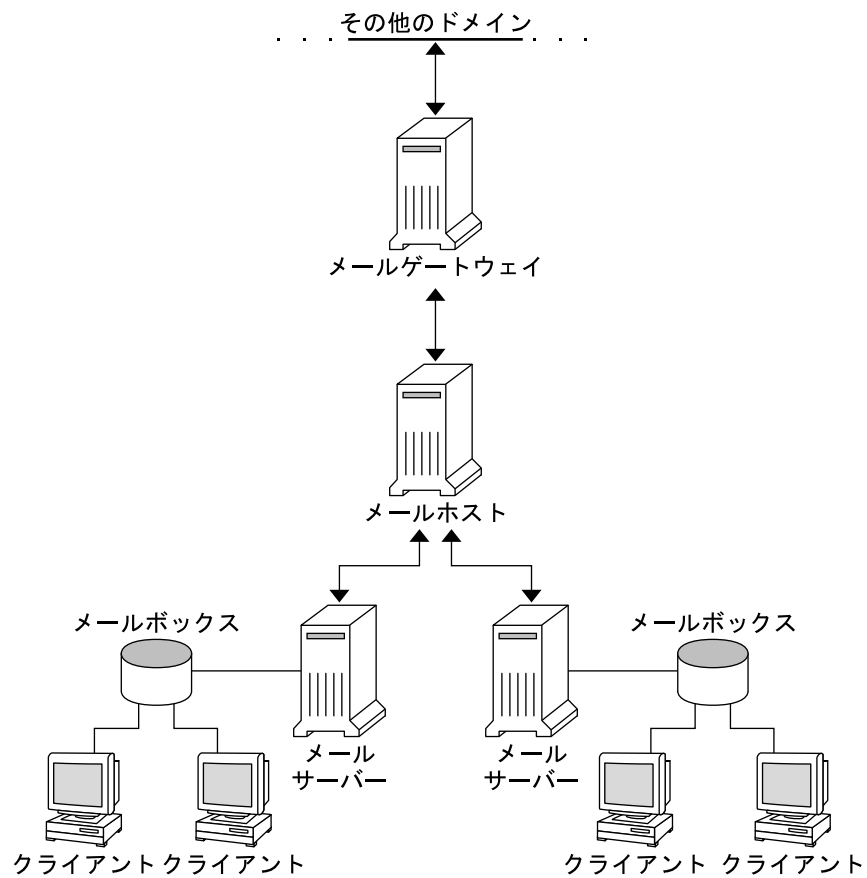 その他のドメイン
メールゲートウェイ
メールホスト
メールボックス
メールボックス
メール
サーバー
メール
サーバー
クライアント
クライアント
クライアント
クライアント